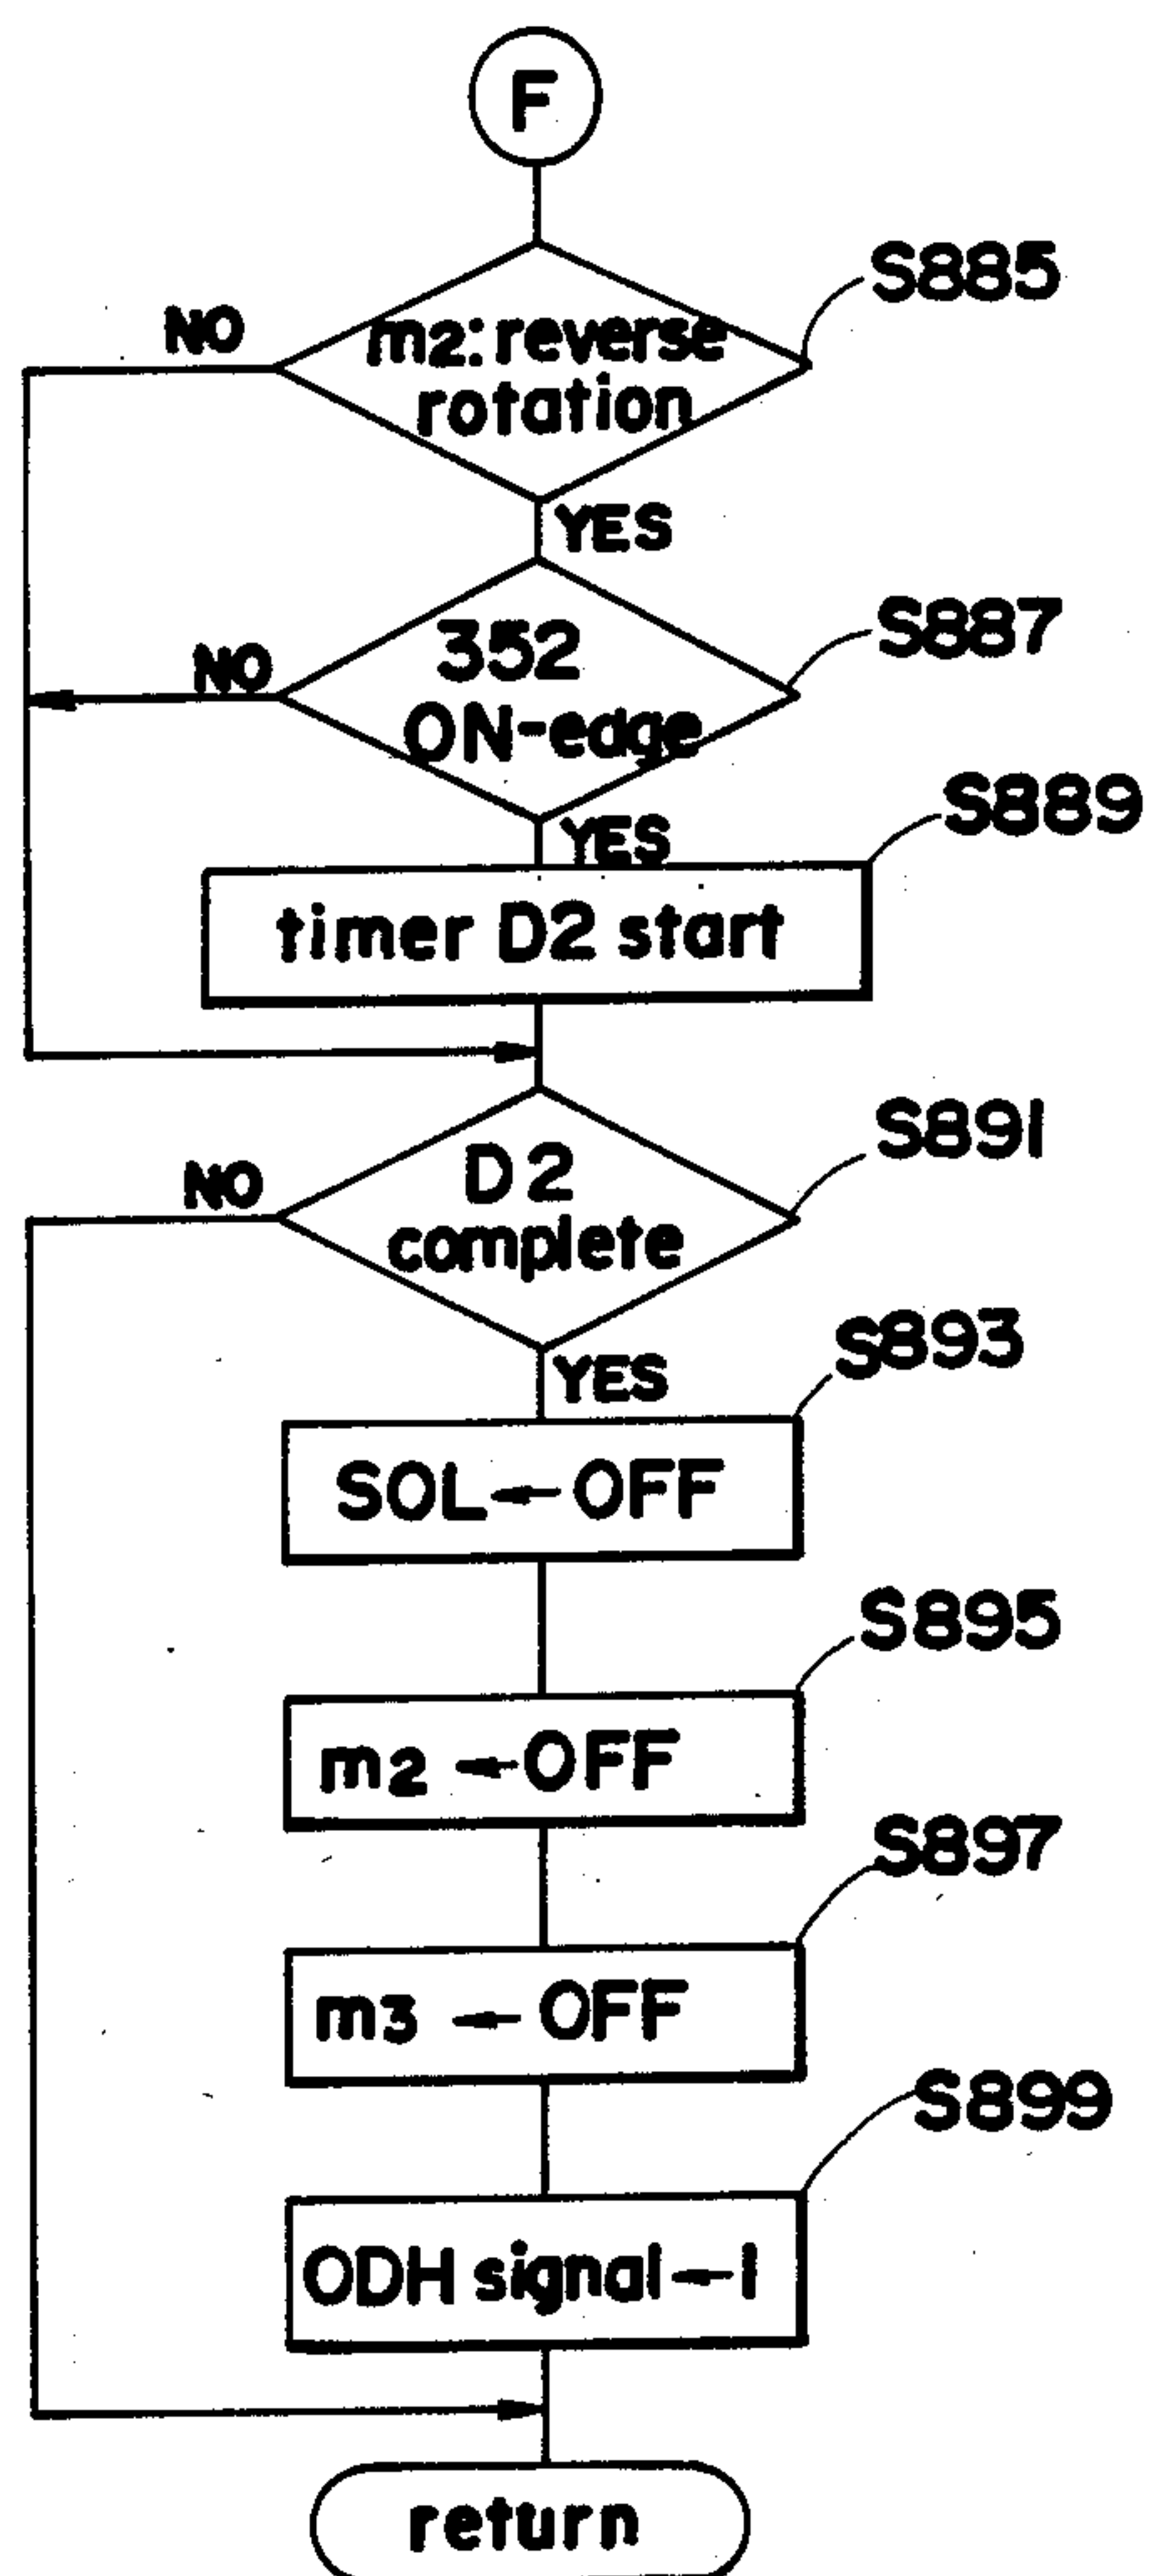 F
S885
NO
m2: reverse
rotation
YES
S887
NO
352
ON-edge
YES
S889
timer D2 start
S891
NO
D2
complete
YES
S893
SOL ← OFF
S895
m2 ← OFF
S897
m3 ← OFF
S899
ODH signal ← 1
return